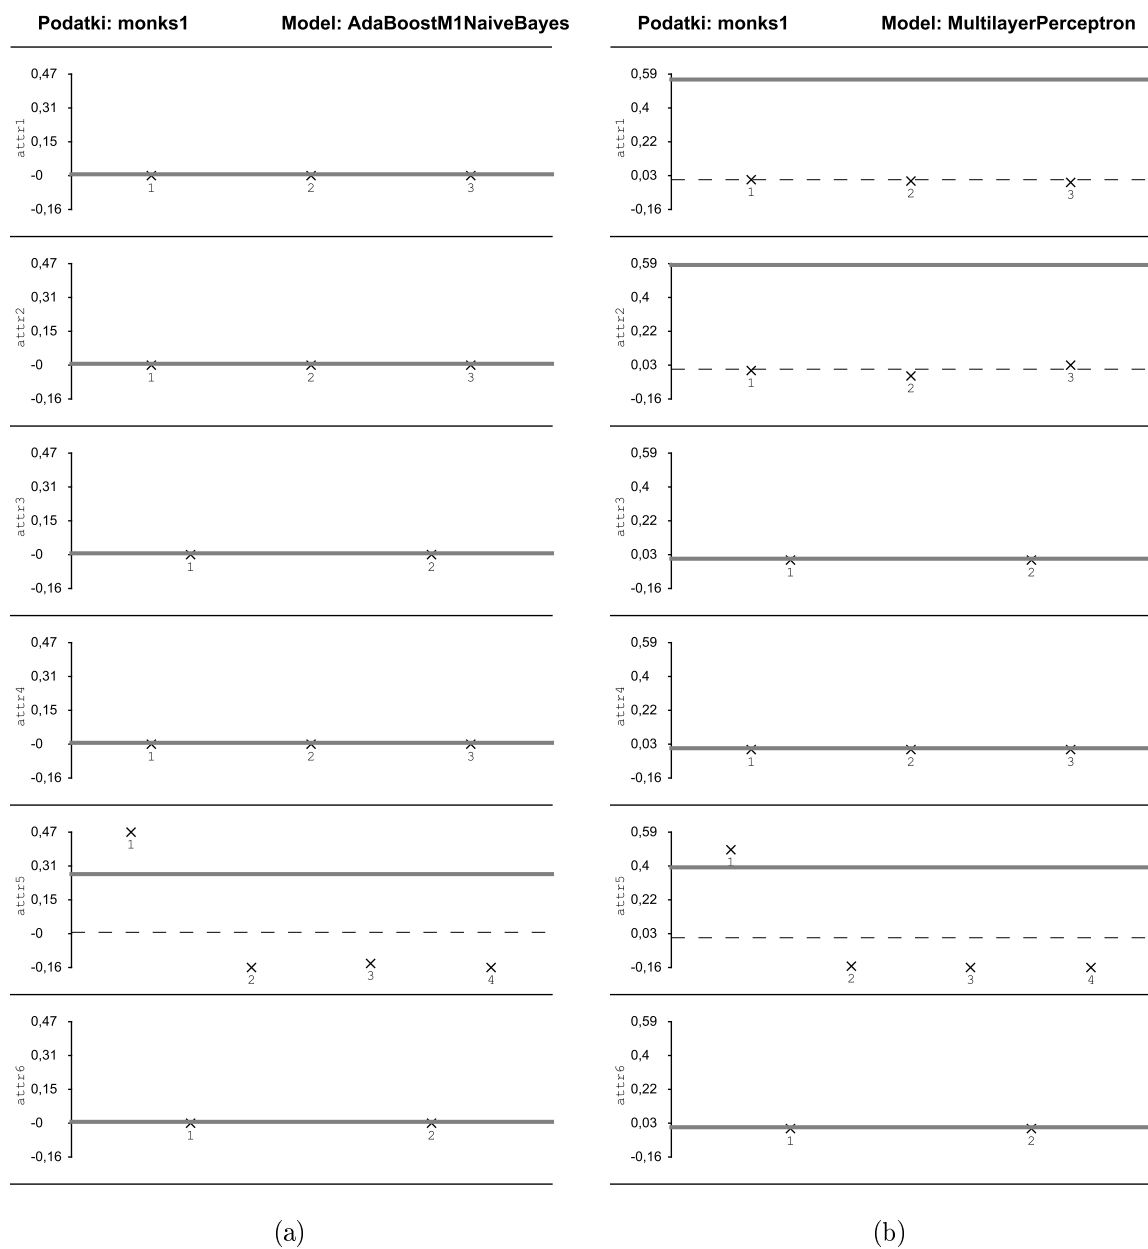 Podatki: monks1 Model: AdaBoostM1NaiveBayes
attr1
0,47
0,31
0,15
-0
-0,16
1 2 3
attr2
0,47
0,31
0,15
-0
-0,16
1 2 3
attr3
0,47
0,31
0,15
-0
-0,16
1 2
attr4
0,47
0,31
0,15
-0
-0,16
1 2 3
attr5
0,47
0,31
0,15
-0
-0,16
1 2 3 4
attr6
0,47
0,31
0,15
-0
-0,16
1 2
(a)
Podatki: monks1 Model: MultilayerPerceptron
attr1
0,59
0,4
0,22
0,03
-0,16
1 2 3
attr2
0,59
0,4
0,22
0,03
-0,16
1 2 3
attr3
0,59
0,4
0,22
0,03
-0,16
1 2
attr4
0,59
0,4
0,22
0,03
-0,16
1 2 3
attr5
0,59
0,4
0,22
0,03
-0,16
1 2 3 4
attr6
0,59
0,4
0,22
0,03
-0,16
1 2
(b)